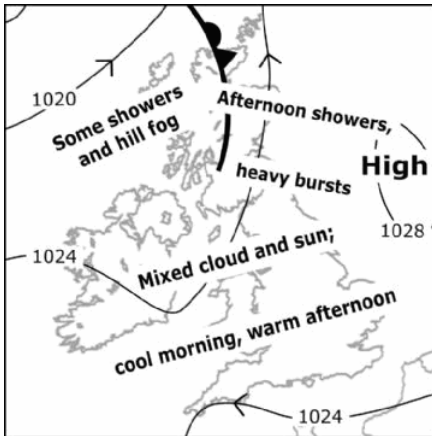 1020
Some showers
and hill fog
Afternoon showers,
heavy bursts
High
1028
1024
Mixed cloud and sun;
cool morning, warm afternoon
1024